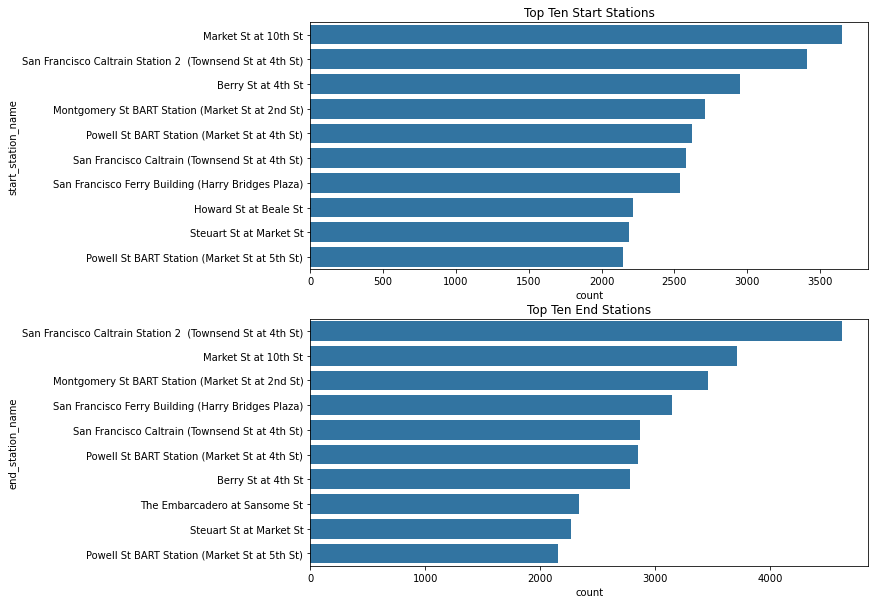 Top Ten Start Stations
start_station_name
Market St at 10th St
San Francisco Caltrain Station 2  (Townsend St at 4th St)
Berry St at 4th St
Montgomery St BART Station (Market St at 2nd St)
Powell St BART Station (Market St at 4th St)
San Francisco Caltrain (Townsend St at 4th St)
San Francisco Ferry Building (Harry Bridges Plaza)
Howard St at Beale St
Steuart St at Market St
Powell St BART Station (Market St at 5th St)
0 500 1000 1500 2000 2500 3000 3500
count
Top Ten End Stations
end_station_name
San Francisco Caltrain Station 2  (Townsend St at 4th St)
Market St at 10th St
Montgomery St BART Station (Market St at 2nd St)
San Francisco Ferry Building (Harry Bridges Plaza)
San Francisco Caltrain (Townsend St at 4th St)
Powell St BART Station (Market St at 4th St)
Berry St at 4th St
The Embarcadero at Sansome St
Steuart St at Market St
Powell St BART Station (Market St at 5th St)
0 1000 2000 3000 4000
count